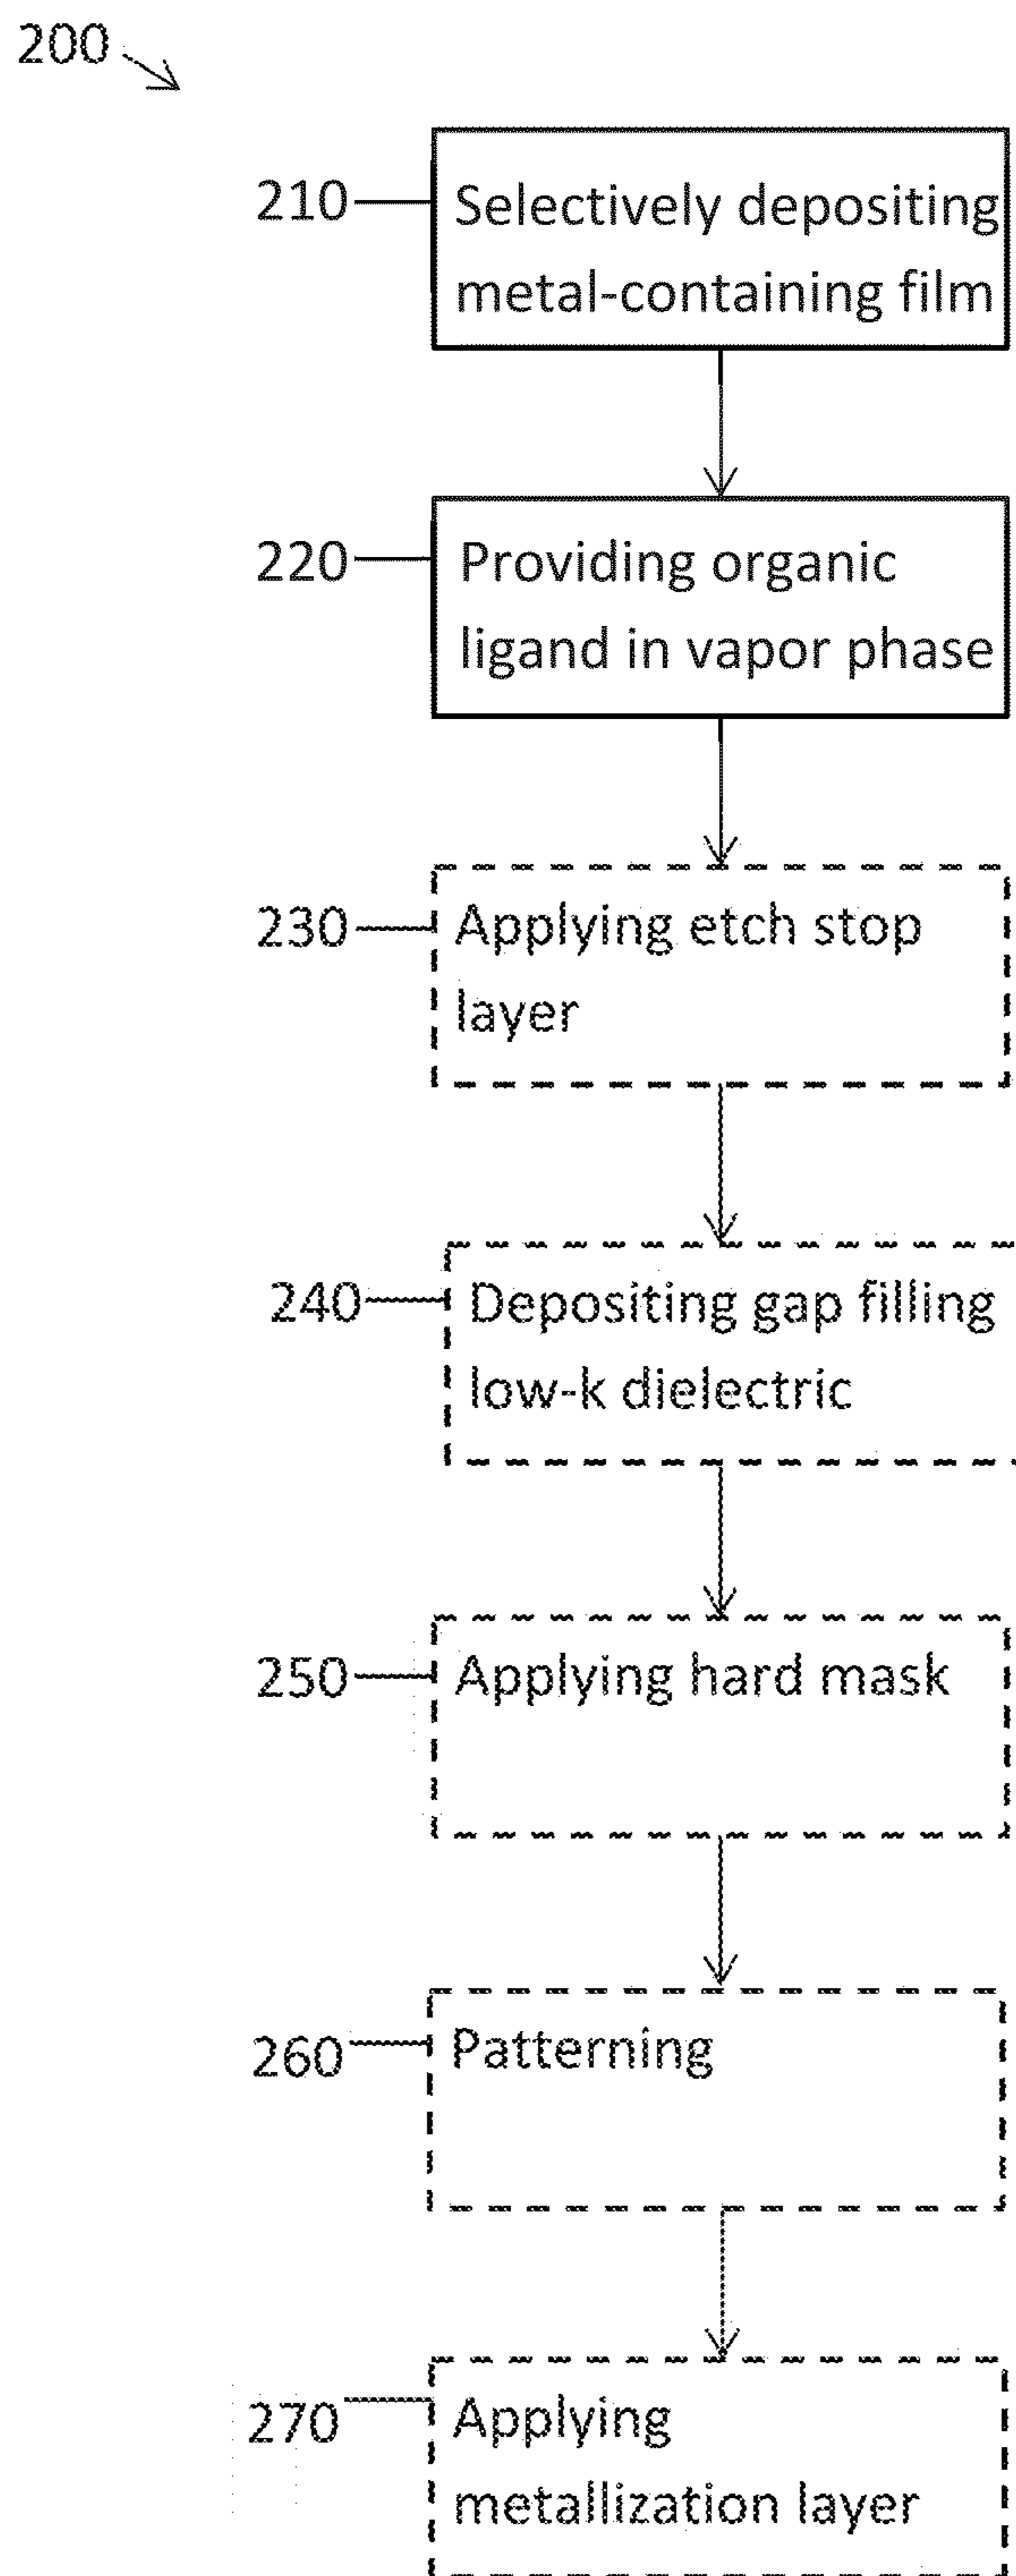 200
210
Selectively depositing
metal-containing film
220
Providing organic
ligand in vapor phase
230
Applying etch stop
layer
240
Depositing gap filling
low-k dielectric
250
Applying hard mask
260
Patterning
270
Applying
metallization layer